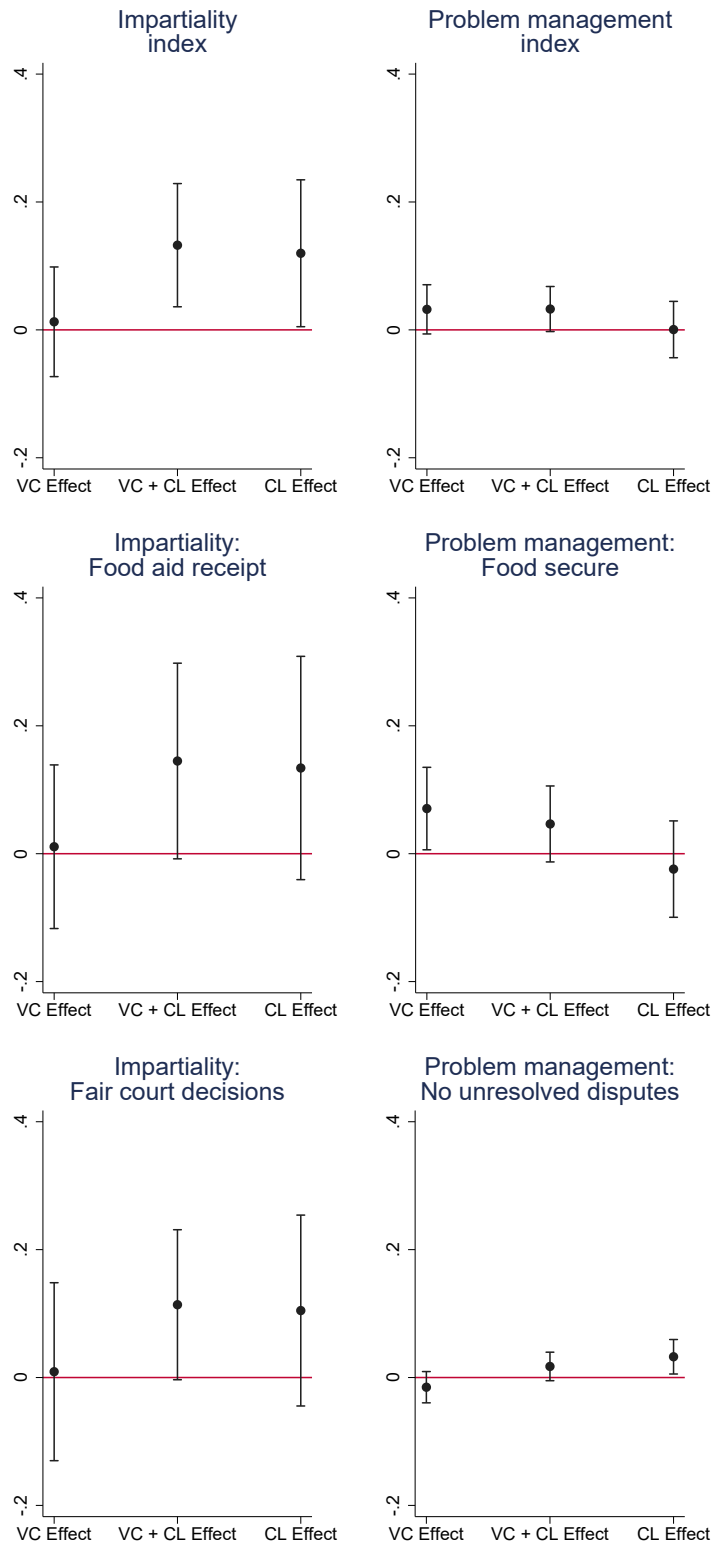 Impartiality
index
.4
.2
0
-.2
VC Effect
VC + CL Effect
CL Effect
Problem management
index
.4
.2
0
-.2
VC Effect
VC + CL Effect
CL Effect
Impartiality:
Food aid receipt
.4
.2
0
-.2
VC Effect
VC + CL Effect
CL Effect
Problem management:
Food secure
.4
.2
0
-.2
VC Effect
VC + CL Effect
CL Effect
Impartiality:
Fair court decisions
.4
.2
0
-.2
VC Effect
VC + CL Effect
CL Effect
Problem management:
No unresolved disputes
.4
.2
0
-.2
VC Effect
VC + CL Effect
CL Effect